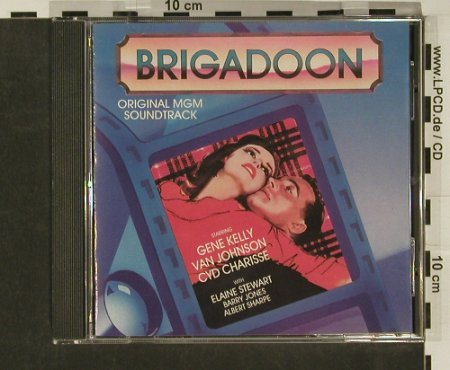 10 cm
BRIGADOON
ORIGINAL MGM
SOUNDTRACK
STARRING
GENE KELLY
VAN JOHNSON
CYD CHARISSE
WITH
ELAINE STEWART
BARRY JONES
ALBERT SHARPE
www.LPCD.de / CD
10 cm